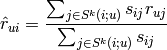 \hat{r}_{ui} = \frac{\sum_{j \in S^k(i;u)} s_{ij} r_{uj}}{\sum_{j \in S^k(i;u)} s_{ij}}